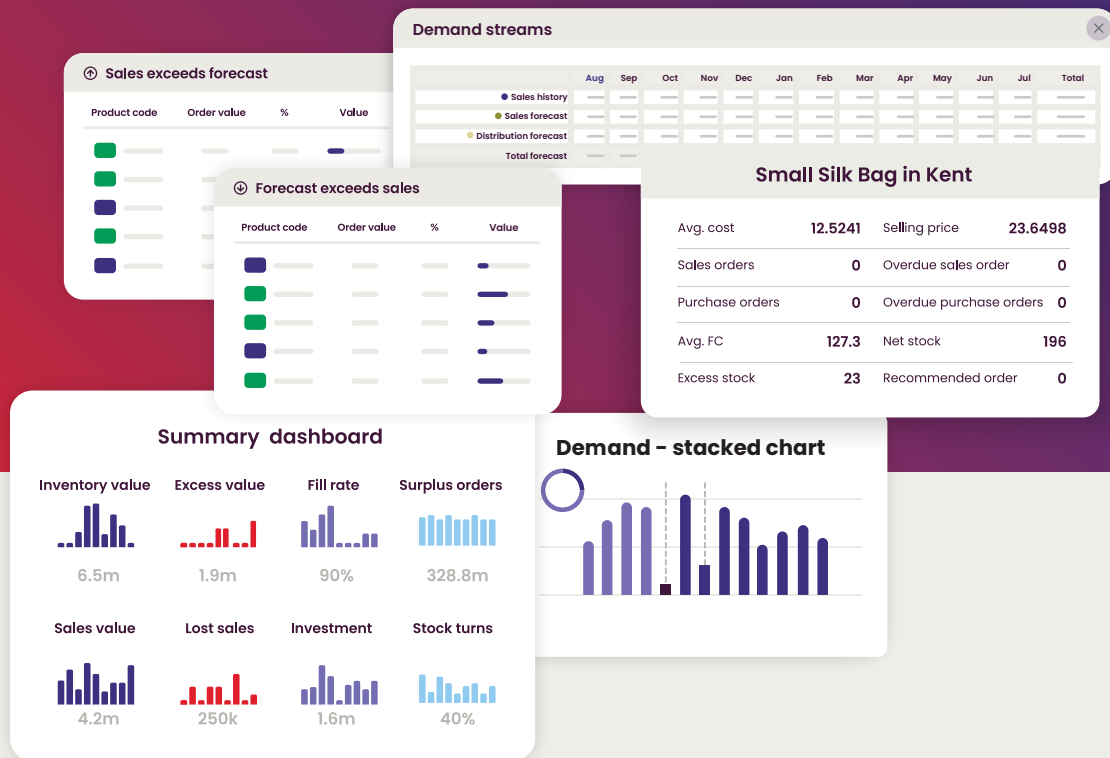 Demand streams
Aug Sep Oct Nov Dec Jan Feb Mar Apr May Jun Jul Total
Sales history
Sales forecast
Distribution forecast
Total forecast
Sales exceeds forecast
Product code Order value % Value
Forecast exceeds sales
Product code Order value % Value
Small Silk Bag in Kent
Avg. cost 12.5241 Selling price 23.6498
Sales orders 0 Overdue sales order 0
Purchase orders 0 Overdue purchase orders 0
Avg. FC 127.3 Net stock 196
Excess stock 23 Recommended order 0
Summary dashboard
Inventory value Excess value Fill rate Surplus orders
6.5m 1.9m 90% 328.8m
Sales value Lost sales Investment Stock turns
4.2m 250k 1.6m 40%
Demand - stacked chart